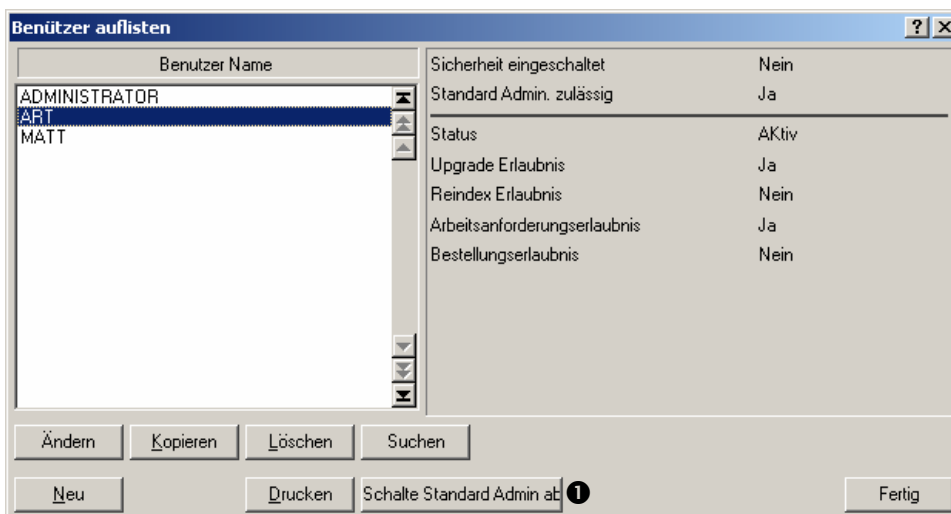 Benützer auflisten
Benutzer Name
ADMINISTRATOR
ART
MATT
Sicherheit eingeschaltet Nein
Standard Admin. zulässig Ja
Status AKtiv
Upgrade Erlaubnis Ja
Reindex Erlaubnis Nein
Arbeitsanforderungserlaubnis Ja
Bestellungserlaubnis Nein
Ändern Kopieren Löschen Suchen
Neu Drucken Schalte Standard Admin ab ❶ Fertig